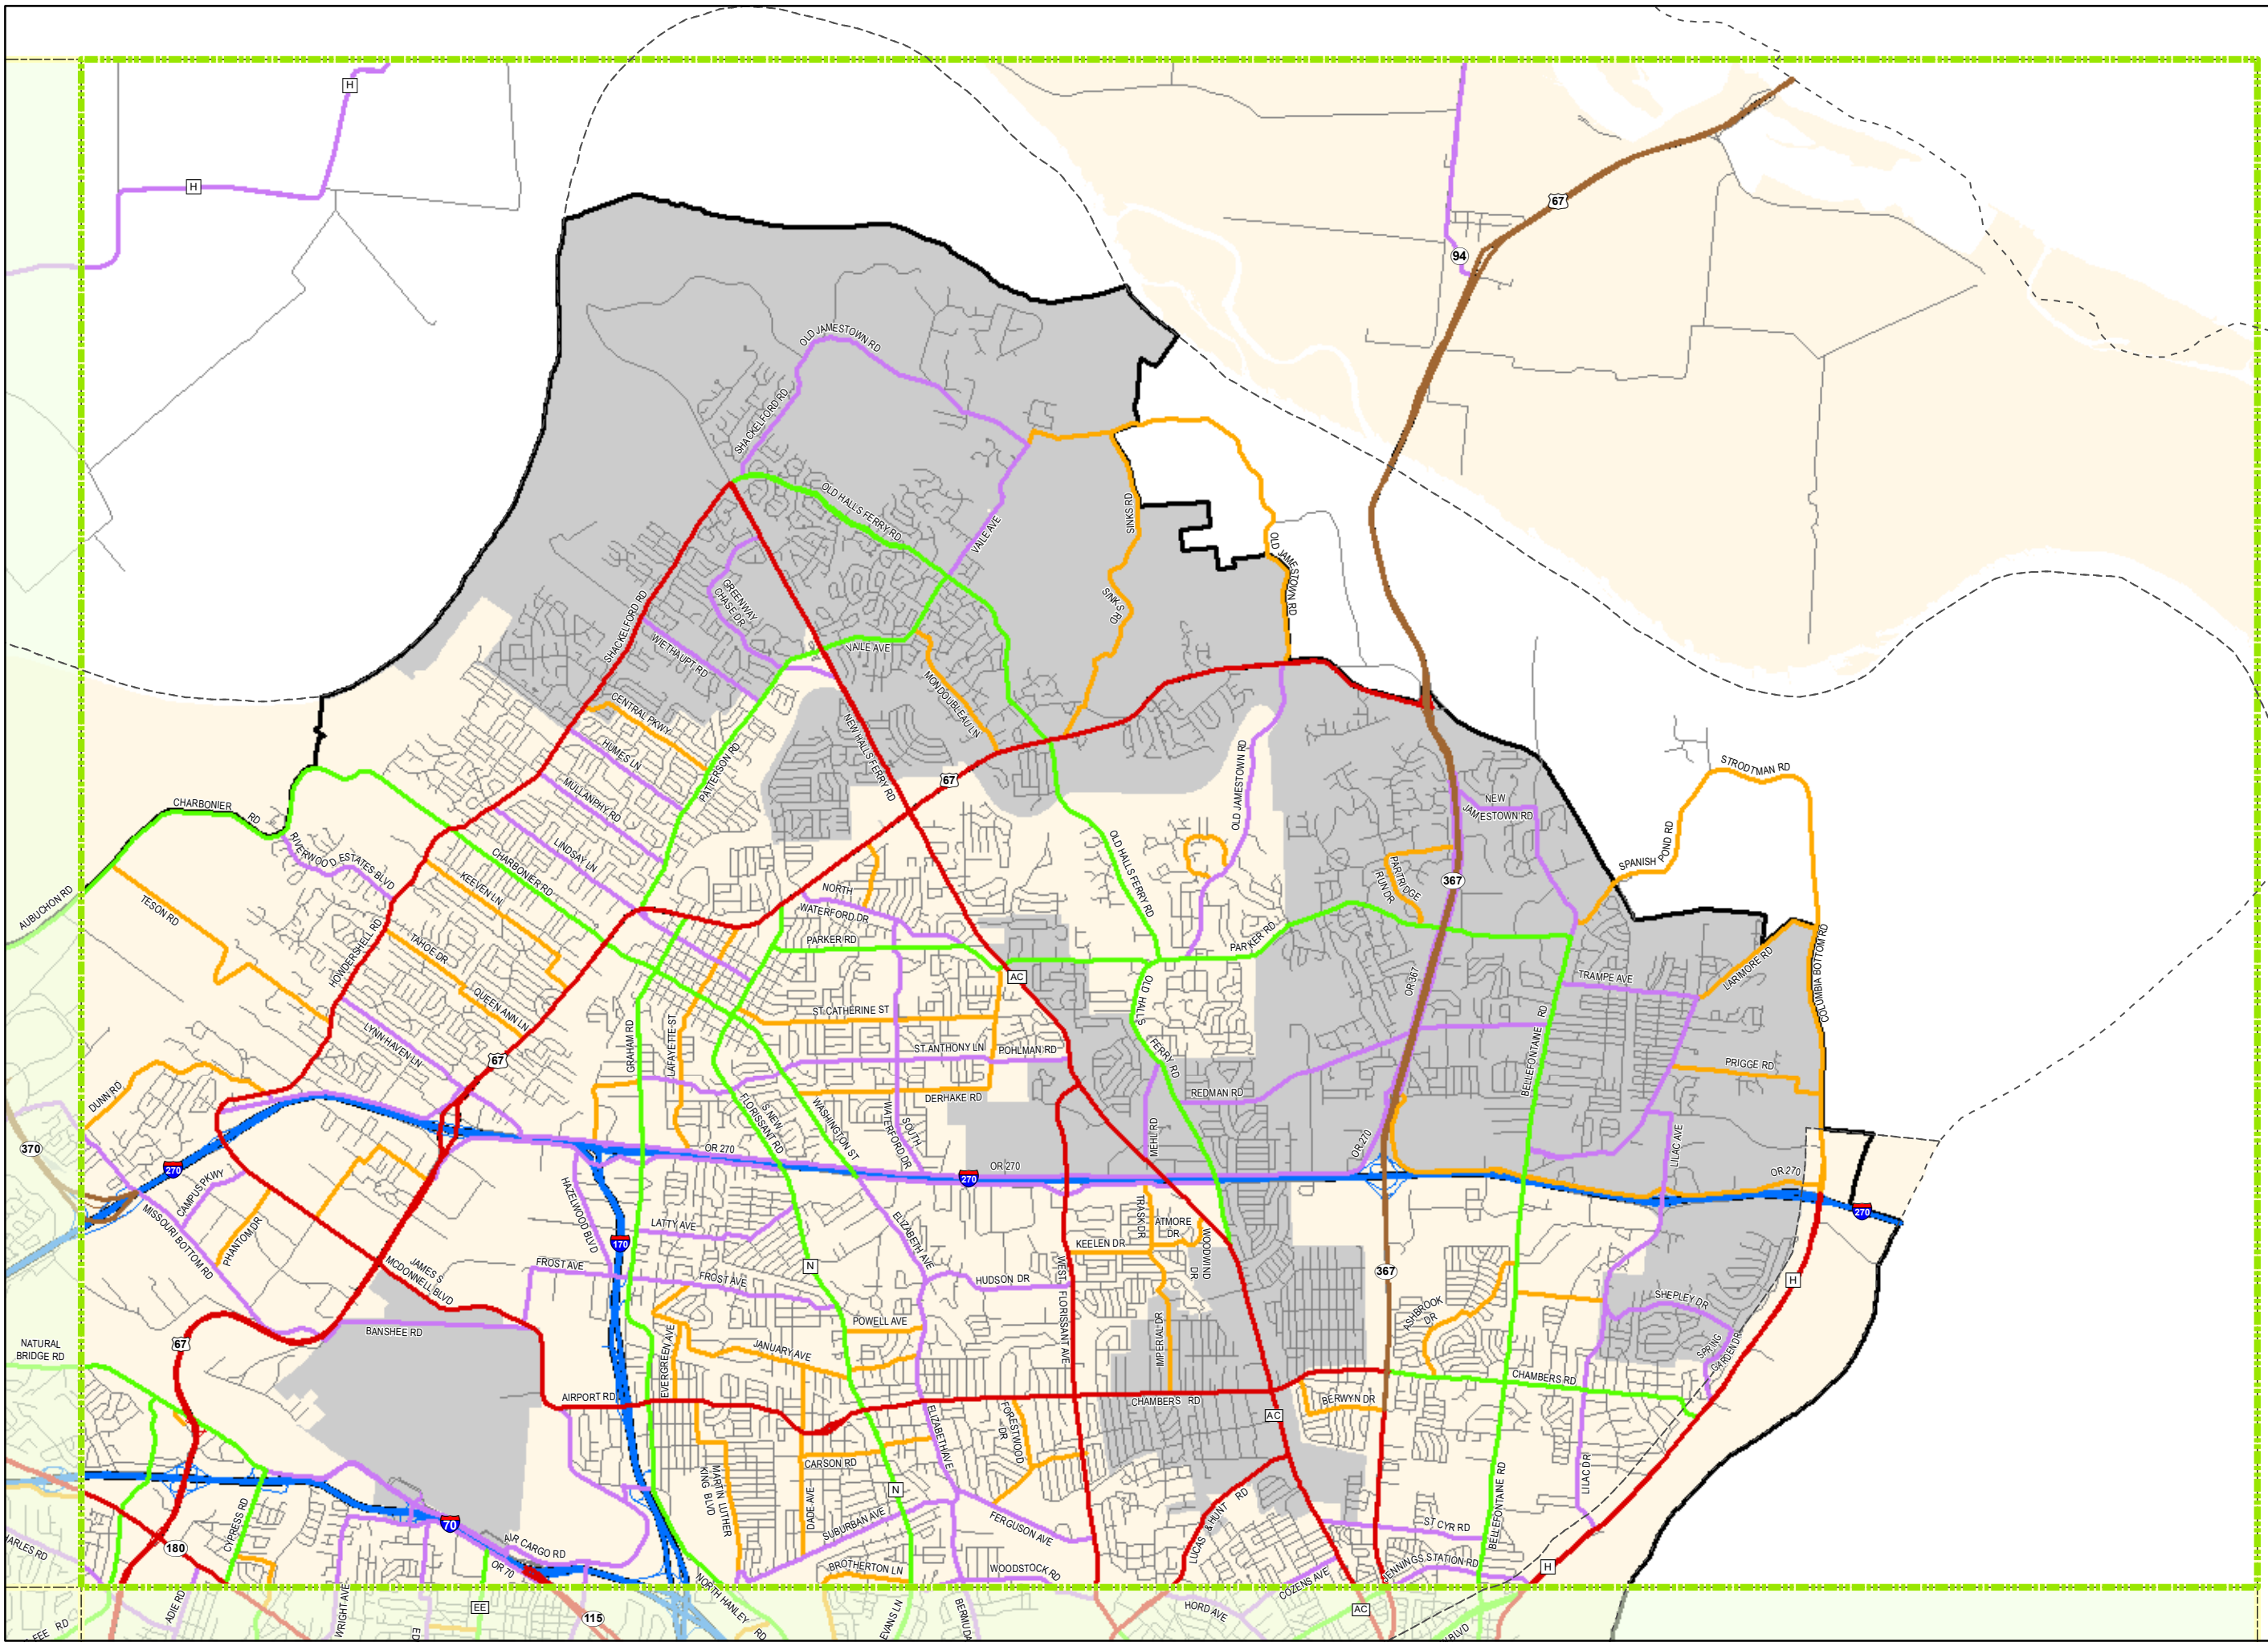 H
H
67
94
OLD JAMESTOWN RD
SHACKELFORD RD
OLD HALLS FERRY RD
VAILE AVE
SINKS RD
OLD JAMESTOWN RD
SINKS RD
GREENWAY
CHASE DR
SHACKELFORD RD
WIETHAUPT RD
VAILE AVE
MONDOUBLEAU LN
CENTRAL PKWY
HUMES LN
NEW HALLS FERRY RD
PATTERSON RD
67
OLD JAMESTOWN RD
STRODTMAN RD
MULLANPHY RD
NEW
JAMESTOWN RD
CHARBONIER
RD
RIVERWOOD ESTATES BLVD
LINDSAY LN
CHARBONIER RD
KEEVEN LN
OLD HALLS FERRY RD
SPANISH
POND RD
PARTRIDGE
RUN DR
367
AUBUCHON RD
TESON RD
NORTH
WATERFORD DR
PARKER RD
PARKER RD
HOWDERSHELL RD
TAHOE DR
QUEEN ANN LN
AC
OLD HALLS
FERRY RD
OR 367
TRAMPE AVE
LARIMORE RD
COLUMBIA BOTTOM RD
LYNN HAVEN LN
67
GRAHAM RD
LAFAYETTE ST
ST CATHERINE ST
ST ANTHONY LN
POHLMAN RD
BELLEFONTAINE RD
PRIGGE RD
DUNN RD
370
270
DERHAKE RD
REDMAN RD
S NEW
FLORISSANT RD
WASHINGTON ST
SOUTH
WATERFORD DR
MEHL RD
OR 270
OR 270
OR 270
270
LILAC AVE
OR 270
270
CAMPUS PKWY
MISSOURI BOTTOM RD
PHANTOM DR
HAZELWOOD BLVD
170
LATTY AVE
ELIZABETH AVE
TRASK DR
ATMORE
DR
WOODWIND
DR
KEELEN DR
N
FROST AVE
FROST AVE
HUDSON DR
WEST
FLORISSANT AVE
367
H
JAMES S
MCDONNELL BLVD
BANSHEE RD
67
NATURAL
BRIDGE RD
EVERGREEN AVE
POWELL AVE
JANUARY AVE
IMPERIAL DR
ASHBROOK
DR
SHEPLEY DR
SPRING
GARDEN DR
AIRPORT RD
CHAMBERS RD
CHAMBERS RD
BERWYN DR
AC
ELIZABETH AVE
FORESTWOOD
DR
CARSON RD
MARTIN LUTHER
KING BLVD
DADE AVE
N
SUBURBAN AVE
FERGUSON AVE
LUCAS & HUNT RD
ST CYR RD
BELLEFONTAINE RD
LILAC DR
CYPRESS RD
70
180
AIR CARGO RD
OR 70
BROTHERTON LN
WOODSTOCK RD
COZENS AVE
JENNINGS STATION RD
H
ADIE RD
WRIGHT AVE
EE
115
NORTH HANLEY
RD
EVANS LN
HORD AVE
AC